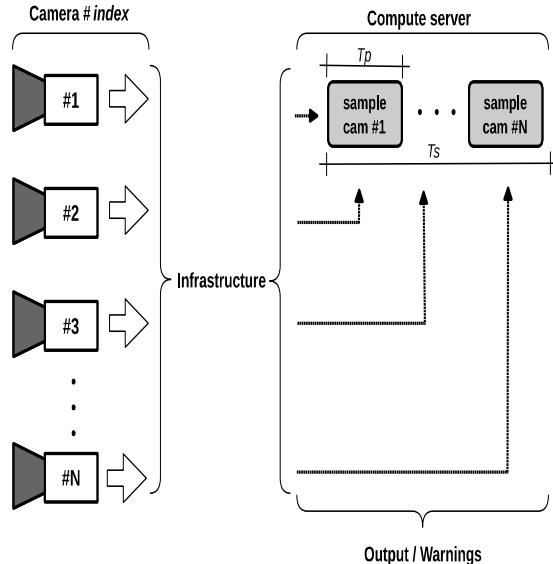 Camera # index
Compute server
Tp
#1
sample
cam #1
sample
cam #N
Ts
#2
Infrastructure
#3
#N
Output / Warnings